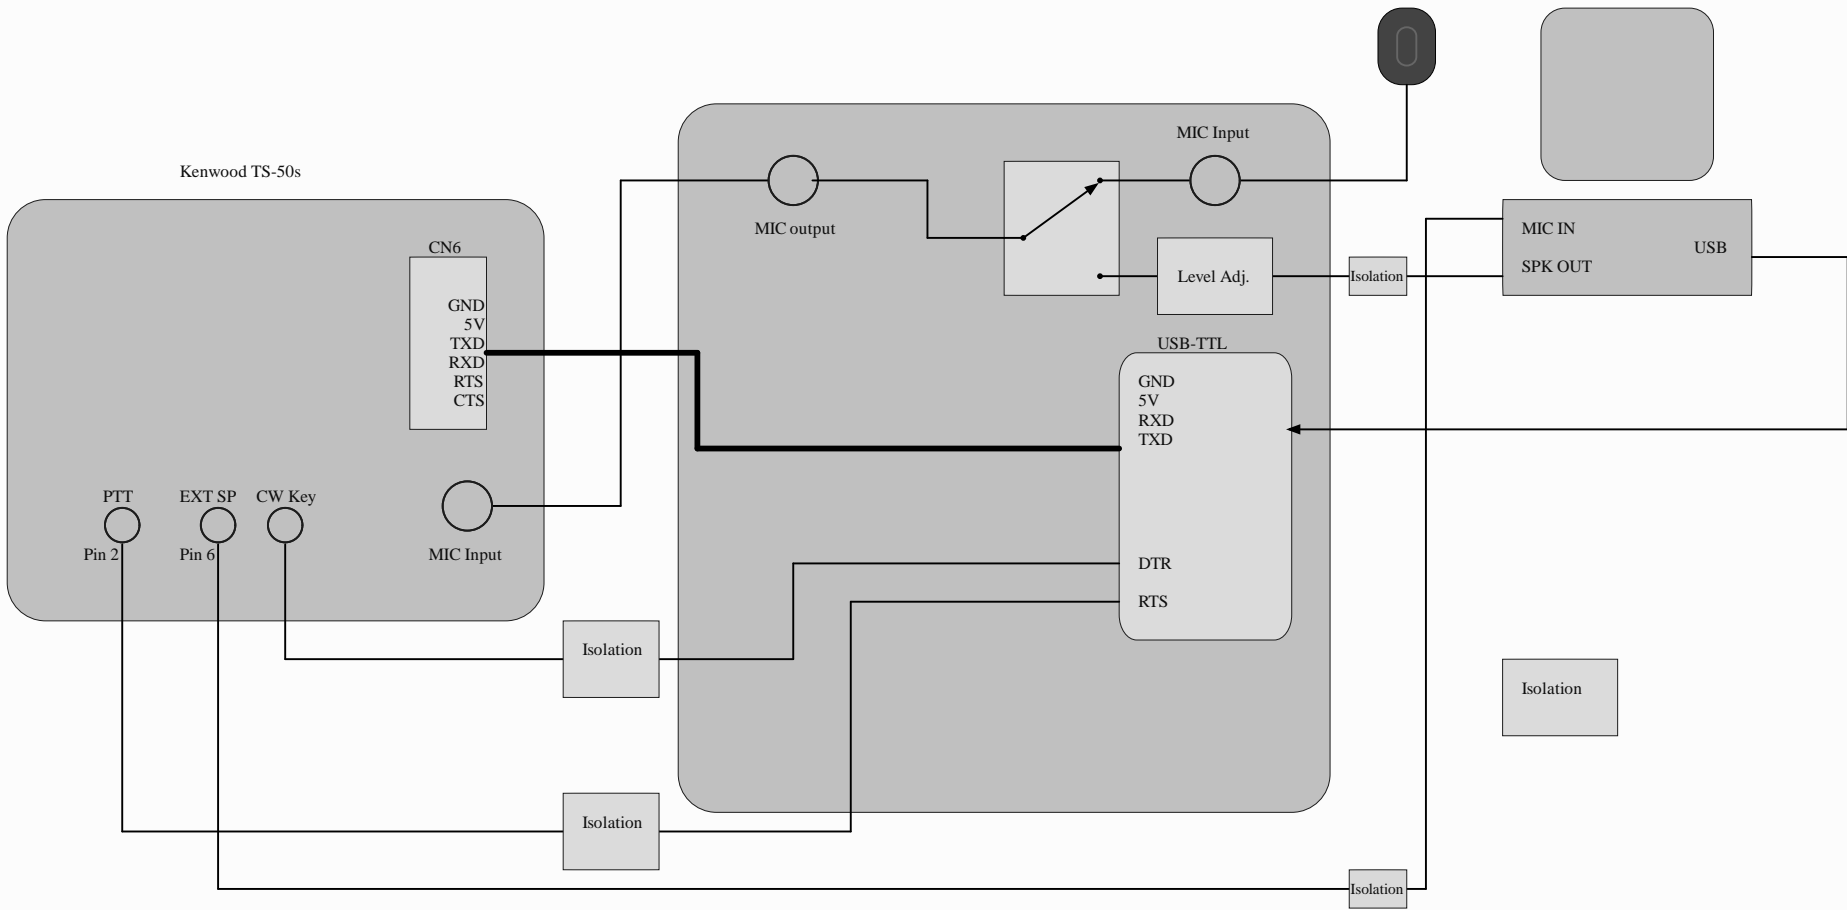 MIC Input
Kenwood TS-50s
MIC output
MIC IN
USB
SPK OUT
CN6
Level Adj.
Isolation
GND
5V
TXD
RXD
RTS
CTS
USB-TTL
GND
5V
RXD
TXD
PTT
EXT SP
CW Key
Pin 2
Pin 6
MIC Input
DTR
RTS
Isolation
Isolation
Isolation
Isolation